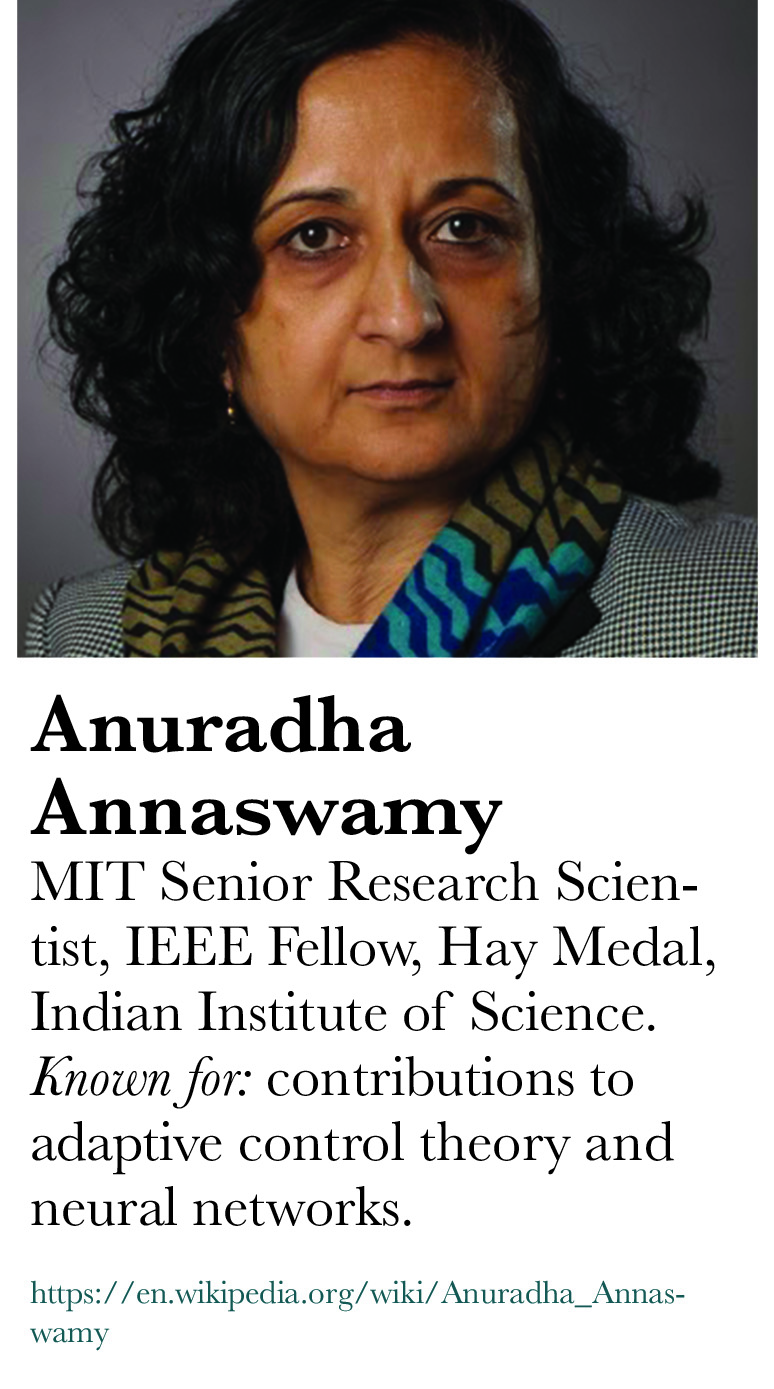 Anuradha
Annaswamy
MIT Senior Research Scien-
tist, IEEE Fellow, Hay Medal,
Indian Institute of Science.
Known for: contributions to
adaptive control theory and
neural networks.
https://en.wikipedia.org/wiki/Anuradha_Annas-
wamy